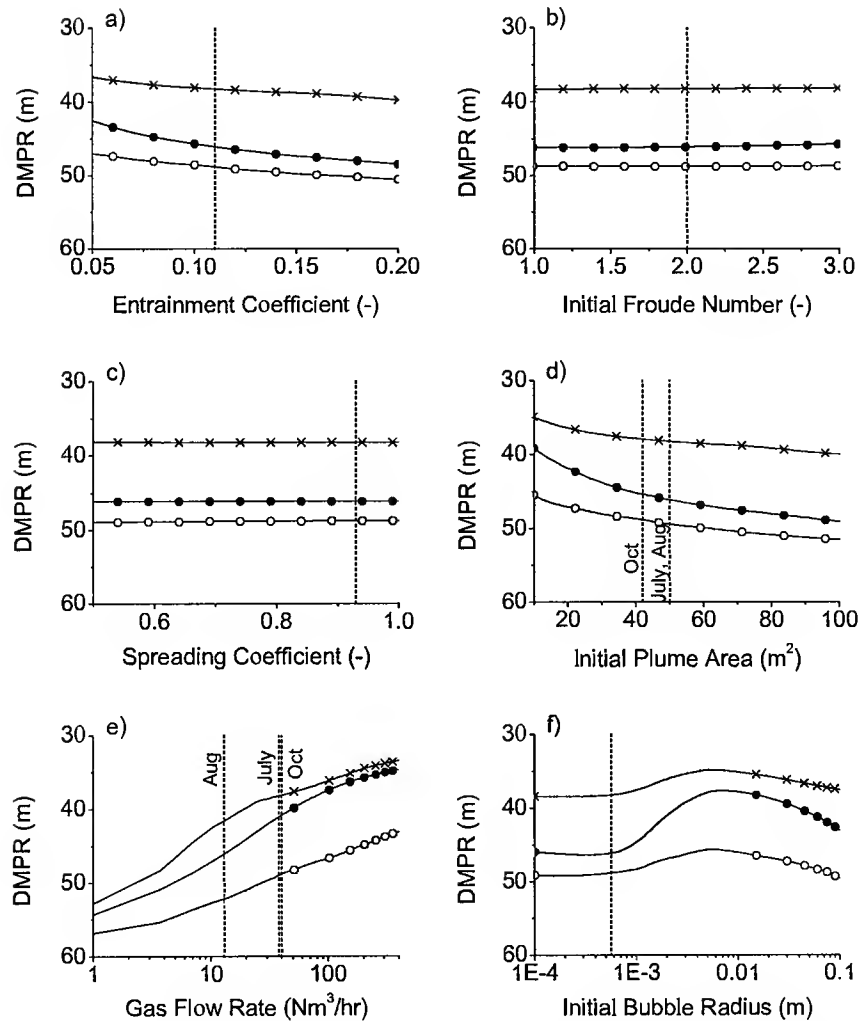 a)
30
40
50
60
DMPR (m)
0.05 0.10 0.15 0.20
Entrainment Coefficient (-)
b)
30
40
50
60
DMPR (m)
1.0 1.5 2.0 2.5 3.0
Initial Froude Number (-)
c)
30
40
50
60
DMPR (m)
0.6 0.8 1.0
Spreading Coefficient (-)
d)
30
40
50
60
DMPR (m)
Oct
July, Aug
20 40 60 80 100
Initial Plume Area (m²)
e)
30
40
50
60
DMPR (m)
Aug
July
Oct
1 10 100
Gas Flow Rate (Nm³/hr)
f)
30
40
50
60
DMPR (m)
1E-4 1E-3 0.01 0.1
Initial Bubble Radius (m)